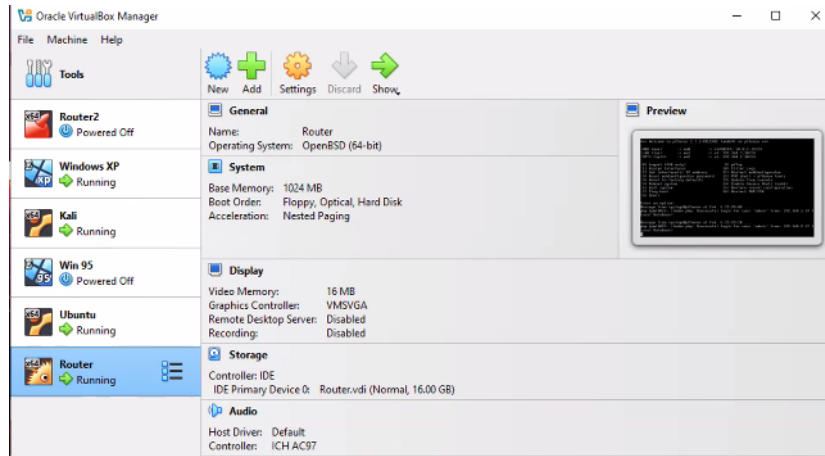 Oracle VirtualBox Manager
File Machine Help
Tools
New Add Settings Discard Show
Router2
Powered Off
Windows XP
Running
Kali
Running
Win 95
Powered Off
Ubuntu
Running
Router
Running
General
Name: Router
Operating System: OpenBSD (64-bit)
System
Base Memory: 1024 MB
Boot Order: Floppy, Optical, Hard Disk
Acceleration: Nested Paging
Display
Video Memory: 16 MB
Graphics Controller: VMSVGA
Remote Desktop Server: Disabled
Recording: Disabled
Storage
Controller: IDE
IDE Primary Device 0: Router.vdi (Normal, 16.00 GB)
Audio
Host Driver: Default
Controller: ICH AC97
Preview